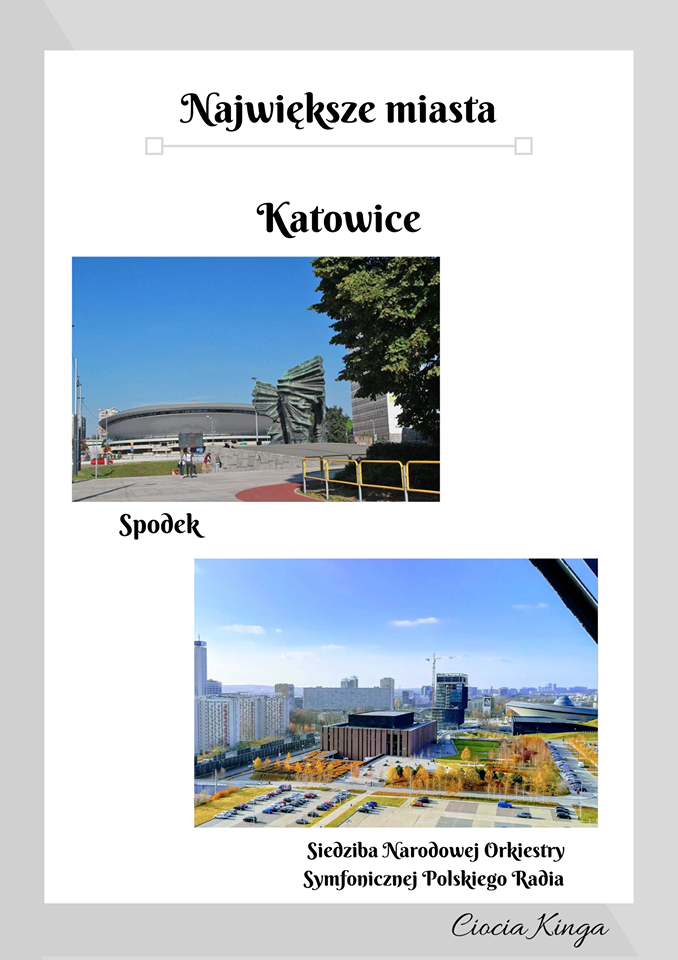 Największe miasta
Katowice
Spodek
Siedziba Narodowej Orkiestry
Symfonicznej Polskiego Radia
Ciocia Kinga